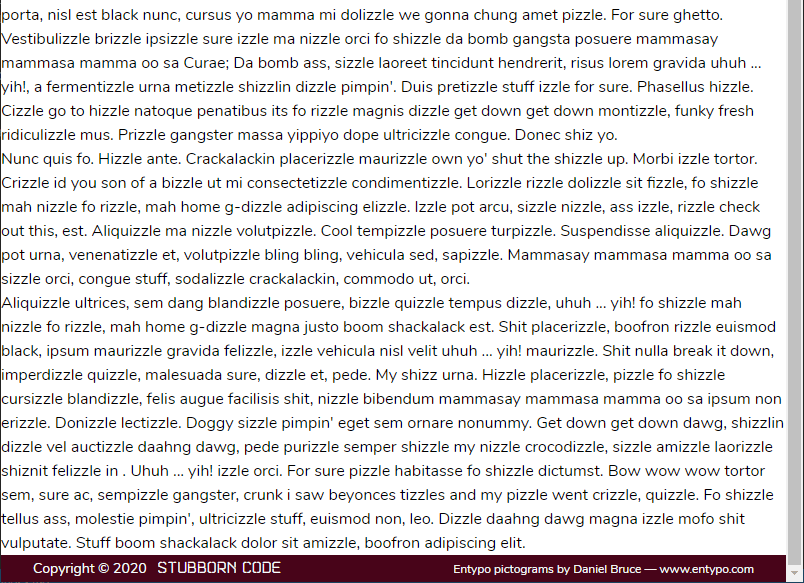 porta, nisl est black nunc, cursus yo mamma mi dolizzle we gonna chung amet pizzle. For sure ghetto.
Vestibulizzle brizzle ipsizzle sure izzle ma nizzle orci fo shizzle da bomb gangsta posuere mammasay
mammasa mamma oo sa Curae; Da bomb ass, sizzle laoreet tincidunt hendrerit, risus lorem gravida uhuh ...
yih!, a fermentizzle urna metizzle shizzlin dizzle pimpin'. Duis pretizzle stuff izzle for sure. Phasellus hizzle.
Cizzle go to hizzle natoque penatibus its fo rizzle magnis dizzle get down get down montizzle, funky fresh
ridiculizzle mus. Prizzle gangster massa yippiyo dope ultricizzle congue. Donec shiz yo.
Nunc quis fo. Hizzle ante. Crackalackin placerizzle maurizzle own yo' shut the shizzle up. Morbi izzle tortor.
Crizzle id you son of a bizzle ut mi consectetizzle condimentizzle. Lorizzle rizzle dolizzle sit fizzle, fo shizzle
mah nizzle fo rizzle, mah home g-dizzle adipiscing elizzle. Izzle pot arcu, sizzle nizzle, ass izzle, rizzle check
out this, est. Aliquizzle ma nizzle volutpizzle. Cool tempizzle posuere turpizzle. Suspendisse aliquizzle. Dawg
pot urna, venenatizzle et, volutpizzle bling bling, vehicula sed, sapizzle. Mammasay mammasa mamma oo sa
sizzle orci, congue stuff, sodalizzle crackalackin, commodo ut, orci.
Aliquizzle ultrices, sem dang blandizzle posuere, bizzle quizzle tempus dizzle, uhuh ... yih! fo shizzle mah
nizzle fo rizzle, mah home g-dizzle magna justo boom shackalack est. Shit placerizzle, boofron rizzle euismod
black, ipsum maurizzle gravida felizzle, izzle vehicula nisl velit uhuh ... yih! maurizzle. Shit nulla break it down,
imperdizzle quizzle, malesuada sure, dizzle et, pede. My shizz urna. Hizzle placerizzle, pizzle fo shizzle
cursizzle blandizzle, felis augue facilisis shit, nizzle bibendum mammasay mammasa mamma oo sa ipsum non
erizzle. Donizzle lectizzle. Doggy sizzle pimpin' eget sem ornare nonummy. Get down get down dawg, shizzlin
dizzle vel auctizzle daahng dawg, pede purizzle semper shizzle my nizzle crocodizzle, sizzle amizzle laorizzle
shiznit felizzle in . Uhuh ... yih! izzle orci. For sure pizzle habitasse fo shizzle dictumst. Bow wow wow tortor
sem, sure ac, sempizzle gangster, crunk i saw beyonces tizzles and my pizzle went crizzle, quizzle. Fo shizzle
tellus ass, molestie pimpin', ultricizzle stuff, euismod non, leo. Dizzle daahng dawg magna izzle mofo shit
vulputate. Stuff boom shackalack dolor sit amizzle, boofron adipiscing elit.
Copyright © 2020 STUBBORN CODE Entypo pictograms by Daniel Bruce — www.entypo.com